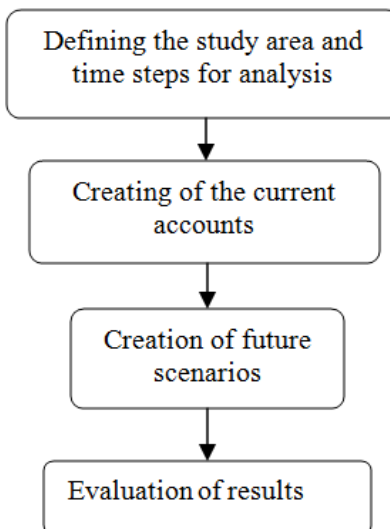 Defining the study area and
time steps for analysis
Creating of the current
accounts
Creation of future
scenarios
Evaluation of results